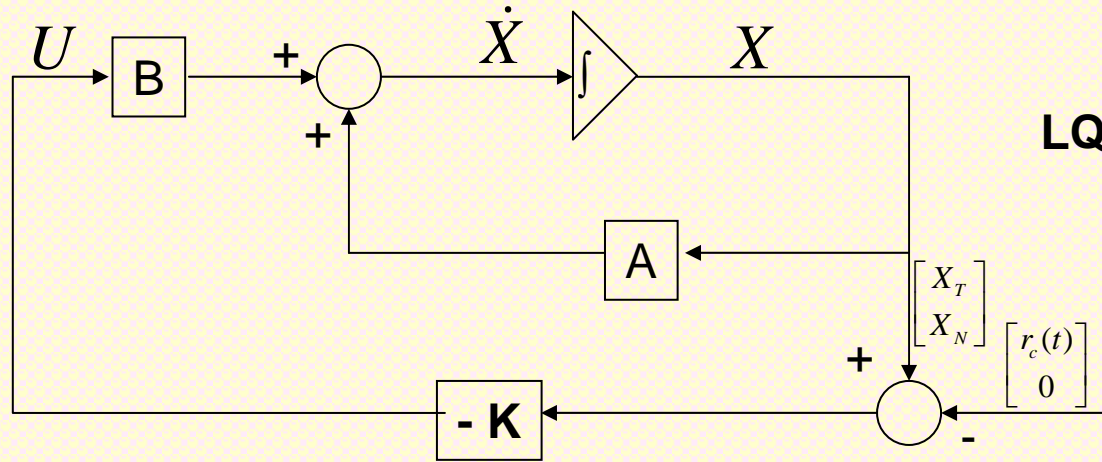 U
B
+
+
Ẋ
∫
X
LQ
A
[X_T
X_N]
+
[r_c(t)
0]
- K
-